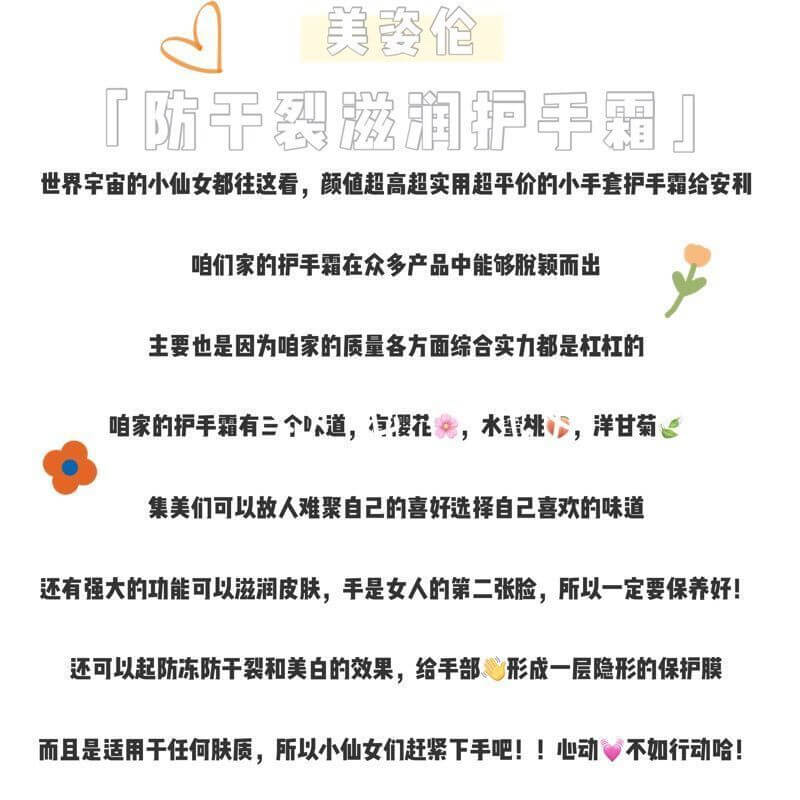 美姿伦
「防干裂滋润护手霜」
世界宇宙的小仙女都往这看，颜值超高超实用超平价的小手套护手霜给安利
咱们家的护手霜在众多产品中能够脱颖而出
主要也是因为咱家的质量各方面综合实力都是杠杠的
咱家的护手霜有三个味道，有樱花🌸，水蜜桃🍑，洋甘菊🌿
集美们可以故人难聚自己的喜好选择自己喜欢的味道
还有强大的功能可以滋润皮肤，手是女人的第二张脸，所以一定要保养好！
还可以起防冻防干裂和美白的效果，给手部👋形成一层隐形的保护膜
而且是适用于任何肤质，所以小仙女们赶紧下手吧！！心动💓不如行动哈！